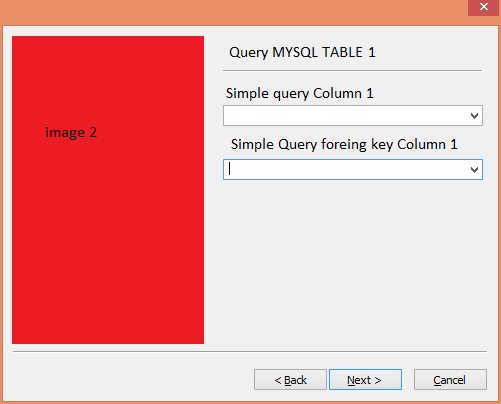 Query MYSQL TABLE 1
Simple query Column 1
image 2
Simple Query foreing key Column 1
< Back
Next >
Cancel